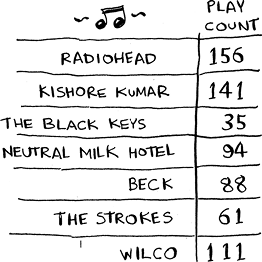 PLAY
COUNT
RADIOHEAD 156
KISHORE KUMAR 141
THE BLACK KEYS 35
NEUTRAL MILK HOTEL 94
BECK 88
THE STROKES 61
WILCO 111